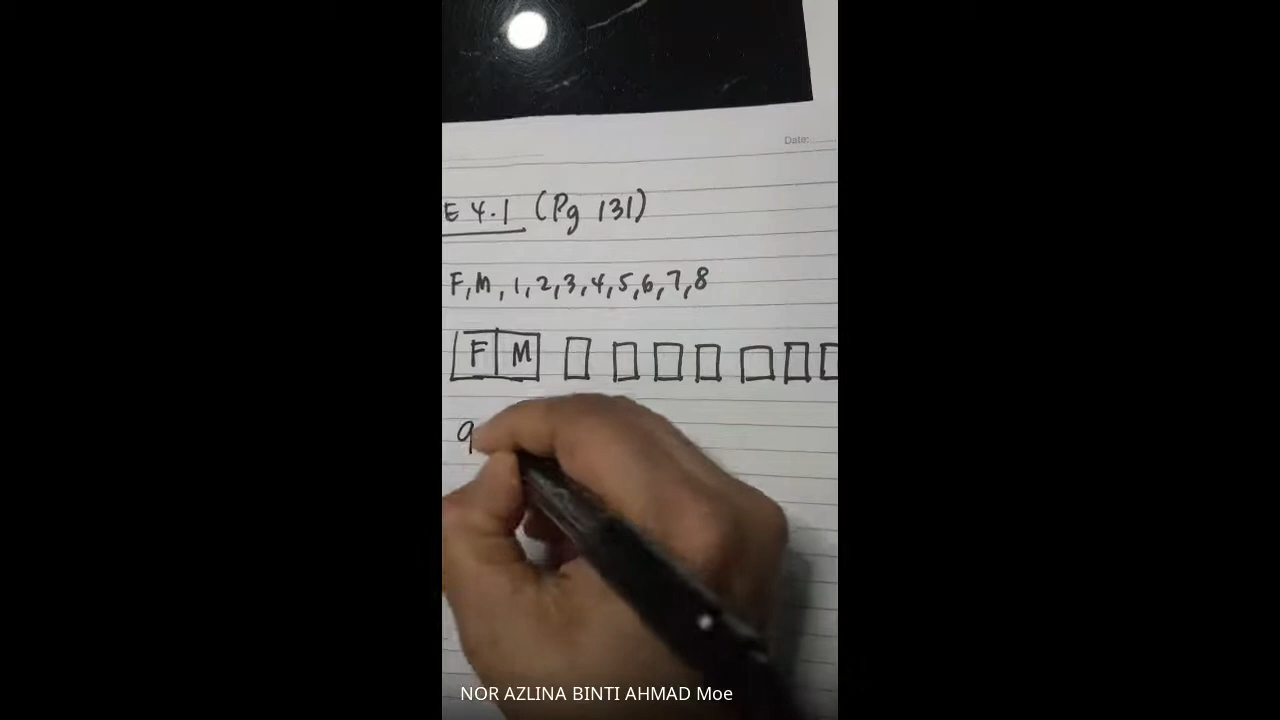 Date:
E 4.1 (Pg 131)
F, M, 1, 2, 3, 4, 5, 6, 7, 8
F M
9
NOR AZLINA BINTI AHMAD Moe